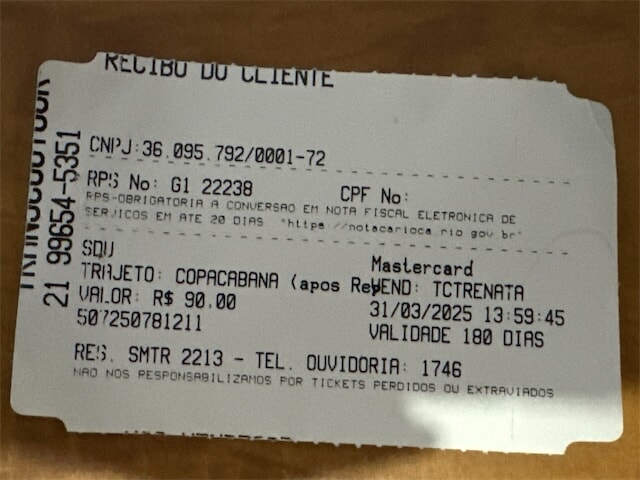 RECIBO DO CLIENTE
CNPJ:36.095.792/0001-72
RPS No: G1 22238 CPF No:
RPS-OBRIGATORIA A CONVERSAO EM NOTA FISCAL ELETRONICA DE
SERVICOS EM ATE 20 DIAS "https://notacarioca.rio gov br"
SDU Mastercard
TRAJETO: COPACABANA (apos Rep VEND: TCTRENATA
VALOR: R$ 90,00 31/03/2025 13:59:45
507250781211 VALIDADE 180 DIAS
RES. SMTR 2213 - TEL. OUVIDORIA: 1746
NAO NOS RESPONSABILIZAMOS POR TICKETS PERDIDOS OU EXTRAVIADOS
21 99654-5351